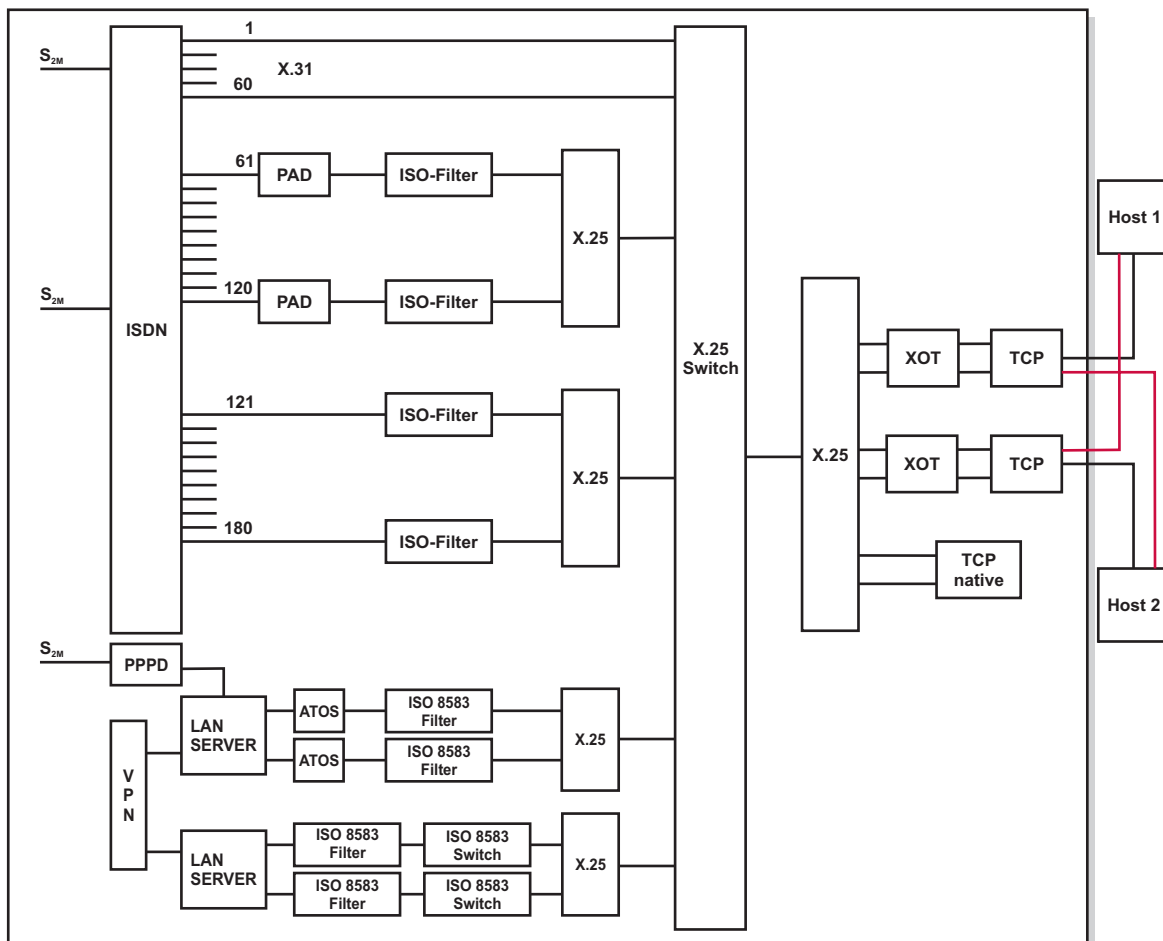 1
S2M
X.31
60
61
PAD
ISO-Filter
X.25
Host 1
S2M
120
PAD
ISO-Filter
ISDN
X.25
Switch
XOT
TCP
121
ISO-Filter
X.25
X.25
XOT
TCP
180
ISO-Filter
TCP
native
Host 2
S2M
PPPD
LAN
SERVER
ATOS
ISO 8583
Filter
ATOS
ISO 8583
Filter
X.25
V
P
N
LAN
SERVER
ISO 8583
Filter
ISO 8583
Switch
X.25
ISO 8583
Filter
ISO 8583
Switch